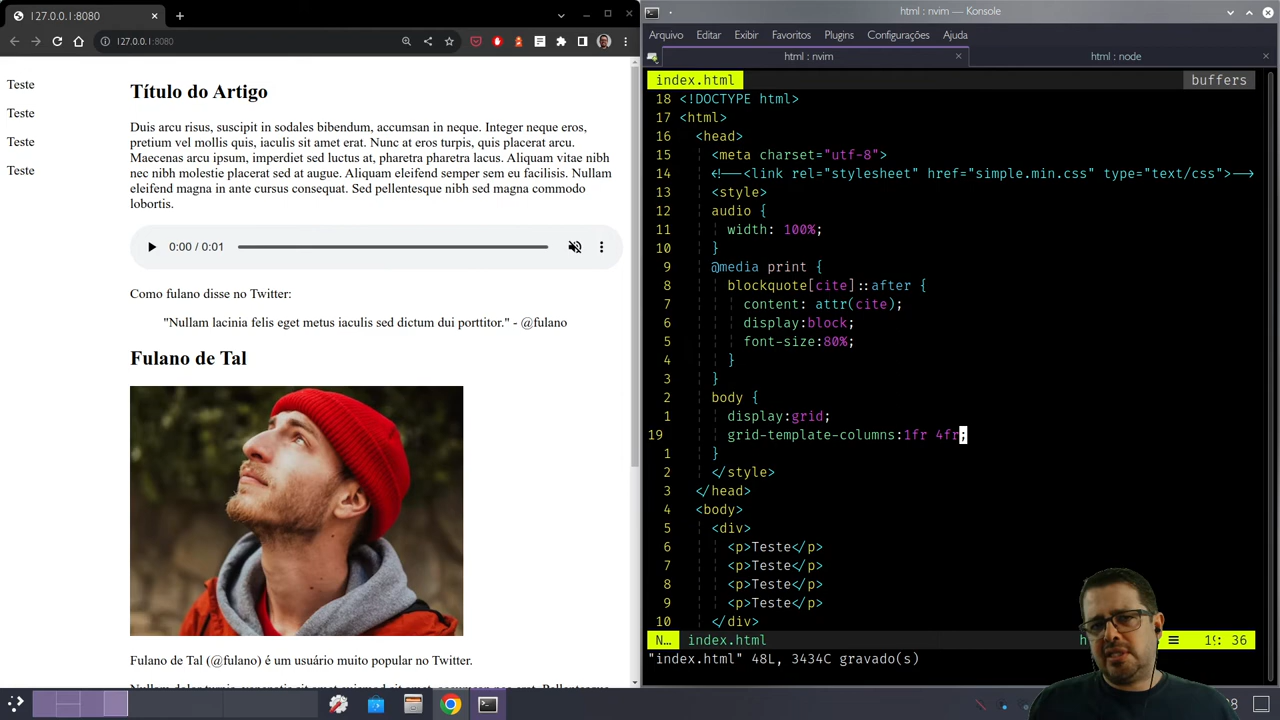 127.0.0.1:8080
127.0.0.1:8080
Teste
Teste
Teste
Teste
Título do Artigo
Duis arcu risus, suscipit in sodales bibendum, accumsan in neque. Integer neque eros,
pretium vel mollis quis, iaculis sit amet erat. Nunc at eros turpis, quis placerat arcu.
Maecenas arcu ipsum, imperdiet sed luctus at, pharetra pharetra lacus. Aliquam vitae nibh
nec nibh molestie placerat sed at augue. Aliquam eleifend semper sem eu facilisis. Nullam
eleifend magna in ante cursus consequat. Sed pellentesque nibh sed magna commodo
lobortis.
0:00 / 0:01
Como fulano disse no Twitter:
"Nullam lacinia felis eget metus iaculis sed dictum dui porttitor." - @fulano
Fulano de Tal
Fulano de Tal (@fulano) é um usuário muito popular no Twitter.
html : nvim — Konsole
Arquivo Editar Exibir Favoritos Plugins Configurações Ajuda
html : nvim
html : node
index.html
buffers
18 <!DOCTYPE html>
17 <html>
16 <head>
15 <meta charset="utf-8">
14 <!--<link rel="stylesheet" href="simple.min.css" type="text/css">-->
13 <style>
12 audio {
11 width: 100%;
10 }
9 @media print {
8 blockquote[cite]::after {
7 content: attr(cite);
6 display:block;
5 font-size:80%;
4 }
3 }
2 body {
1 display:grid;
19 grid-template-columns:1fr 4fr;
1 }
2 </style>
3 </head>
4 <body>
5 <div>
6 <p>Teste</p>
7 <p>Teste</p>
8 <p>Teste</p>
9 <p>Teste</p>
10 </div>
N… index.html
36
"index.html" 48L, 3434C gravado(s)